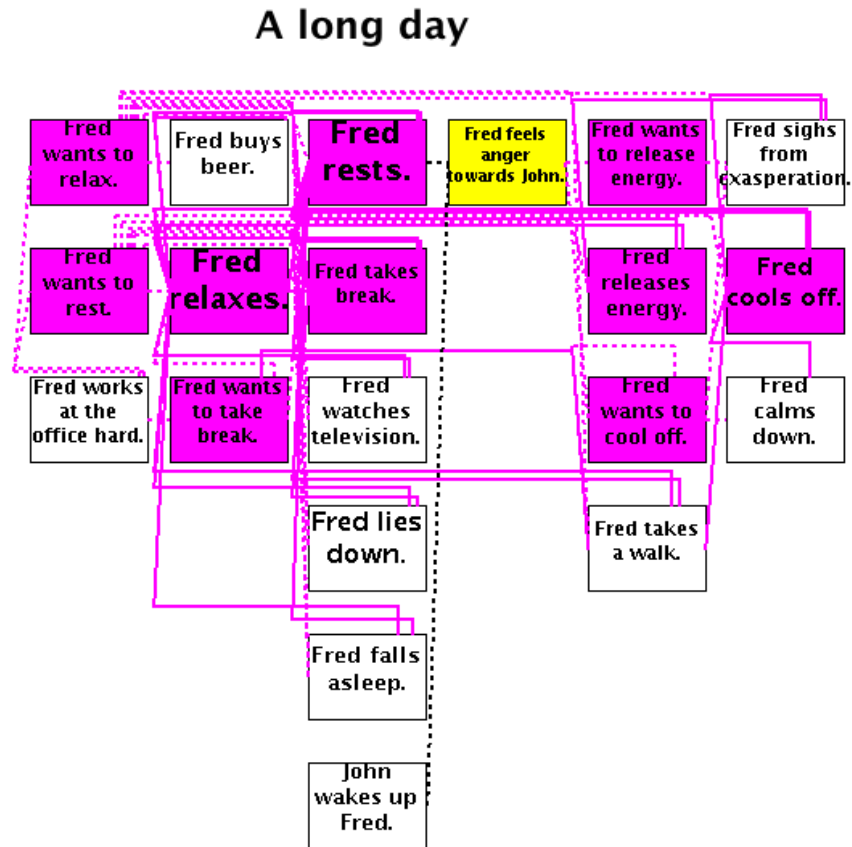 A long day
Fred
wants to
relax.
Fred buys
beer.
Fred
rests.
Fred feels
anger
towards John.
Fred wants
to release
energy.
Fred sighs
from
exasperation.
Fred
wants to
rest.
Fred
relaxes.
Fred takes
break.
Fred
releases
energy.
Fred
cools off.
Fred works
at the
office hard.
Fred wants
to take
break.
Fred
watches
television.
Fred
wants to
cool off.
Fred
calms
down.
Fred lies
down.
Fred takes
a walk.
Fred falls
asleep.
John
wakes up
Fred.